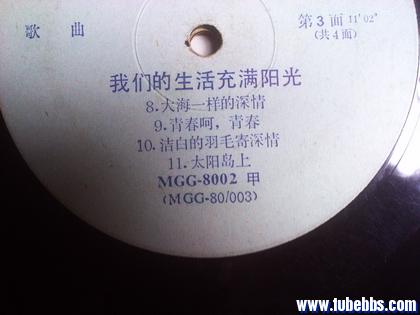 歌 曲
第3面 11'02"
(共4面)
我们的生活充满阳光
8.大海一样的深情
9.青春呵，青春
10.洁白的羽毛寄深情
11.太阳岛上
MGG-8002 甲
(MGG-80/003)
www.1ubebbs.com